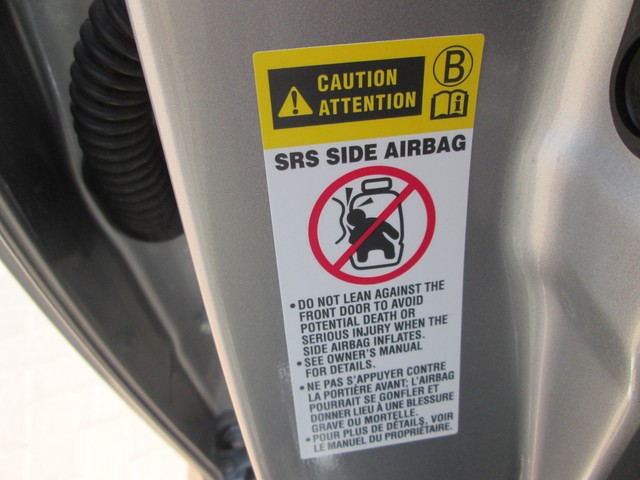 CAUTION
ATTENTION
B
i
SRS SIDE AIRBAG
• DO NOT LEAN AGAINST THE
FRONT DOOR TO AVOID
POTENTIAL DEATH OR
SERIOUS INJURY WHEN THE
SIDE AIRBAG INFLATES.
• SEE OWNER'S MANUAL
FOR DETAILS.
• NE PAS S'APPUYER CONTRE
LA PORTIÈRE AVANT; L'AIRBAG
POURRAIT SE GONFLER ET
DONNER LIEU À UNE BLESSURE
GRAVE OU MORTELLE.
• POUR PLUS DE DÉTAILS, VOIR
LE MANUEL DU PROPRIÉTAIRE.